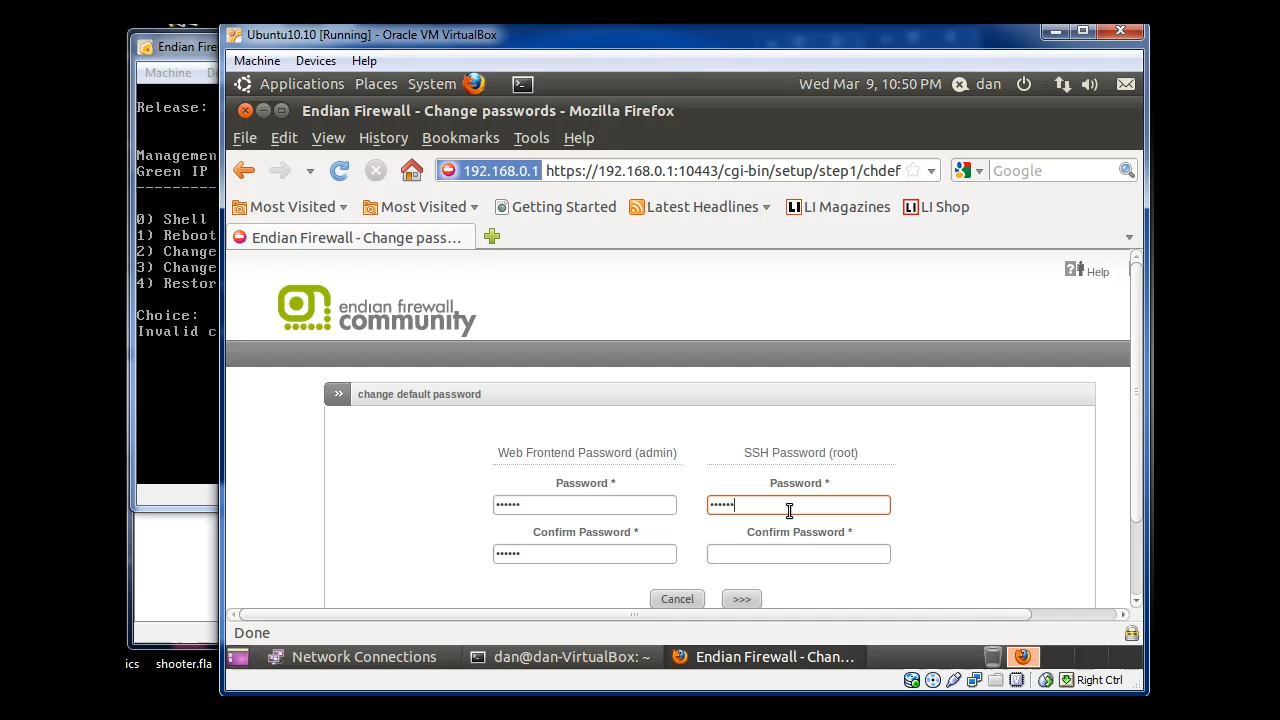 Ubuntu10.10 [Running] - Oracle VM VirtualBox
Endian Fire
Machine Devices Help
Machine
Applications Places System
Wed Mar 9, 10:50 PM dan
Release:
Endian Firewall - Change passwords - Mozilla Firefox
File Edit View History Bookmarks Tools Help
Managemen
Green IP
192.168.0.1 https://192.168.0.1:10443/cgi-bin/setup/step1/chdef
Google
---------
Most Visited Most Visited Getting Started Latest Headlines LI Magazines LI Shop
0) Shell
1) Reboot
2) Change
3) Change
4) Restor
Endian Firewall - Change pass...
Help
Choice:
Invalid c
endian firewall
community
change default password
Web Frontend Password (admin) SSH Password (root)
Password * Password *
•••••• ••••••
Confirm Password * Confirm Password *
••••••
Cancel >>>
Done
Network Connections dan@dan-VirtualBox: ~ Endian Firewall - Chan...
ics shooter.fla
Right Ctrl